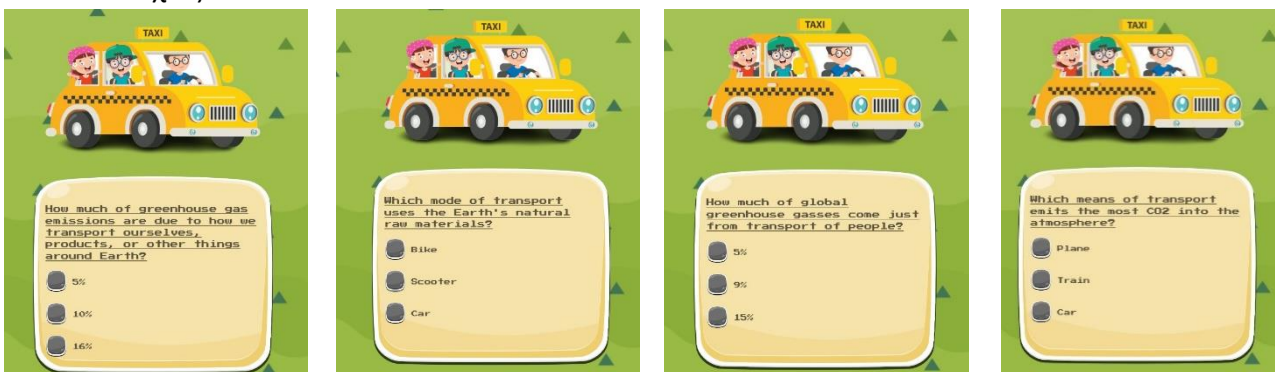 TAXI
How much of greenhouse gas
emissions are due to how we
transport ourselves,
products, or other things
around Earth?
5%
10%
16%
TAXI
Which mode of transport
uses the Earth's natural
raw materials?
Bike
Scooter
Car
TAXI
How much of global
greenhouse gasses come just
from transport of people?
5%
9%
15%
TAXI
Which means of transport
emits the most CO2 into the
atmosphere?
Plane
Train
Car